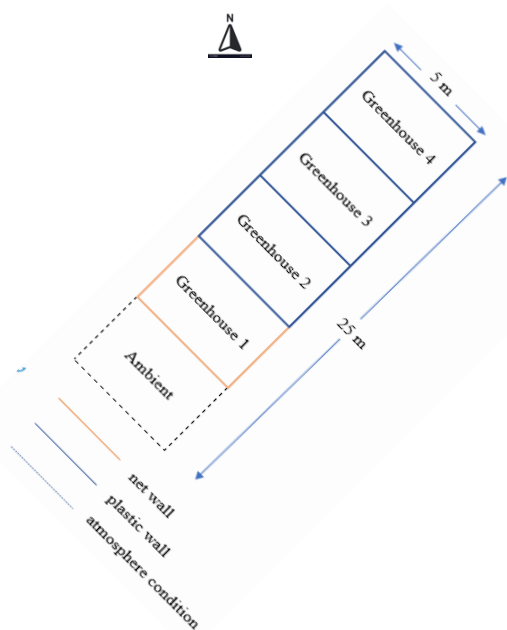 N
5 m
Greenhouse 4
Greenhouse 3
Greenhouse 2
Greenhouse 1
25 m
Ambient
net wall
plastic wall
atmosphere condition